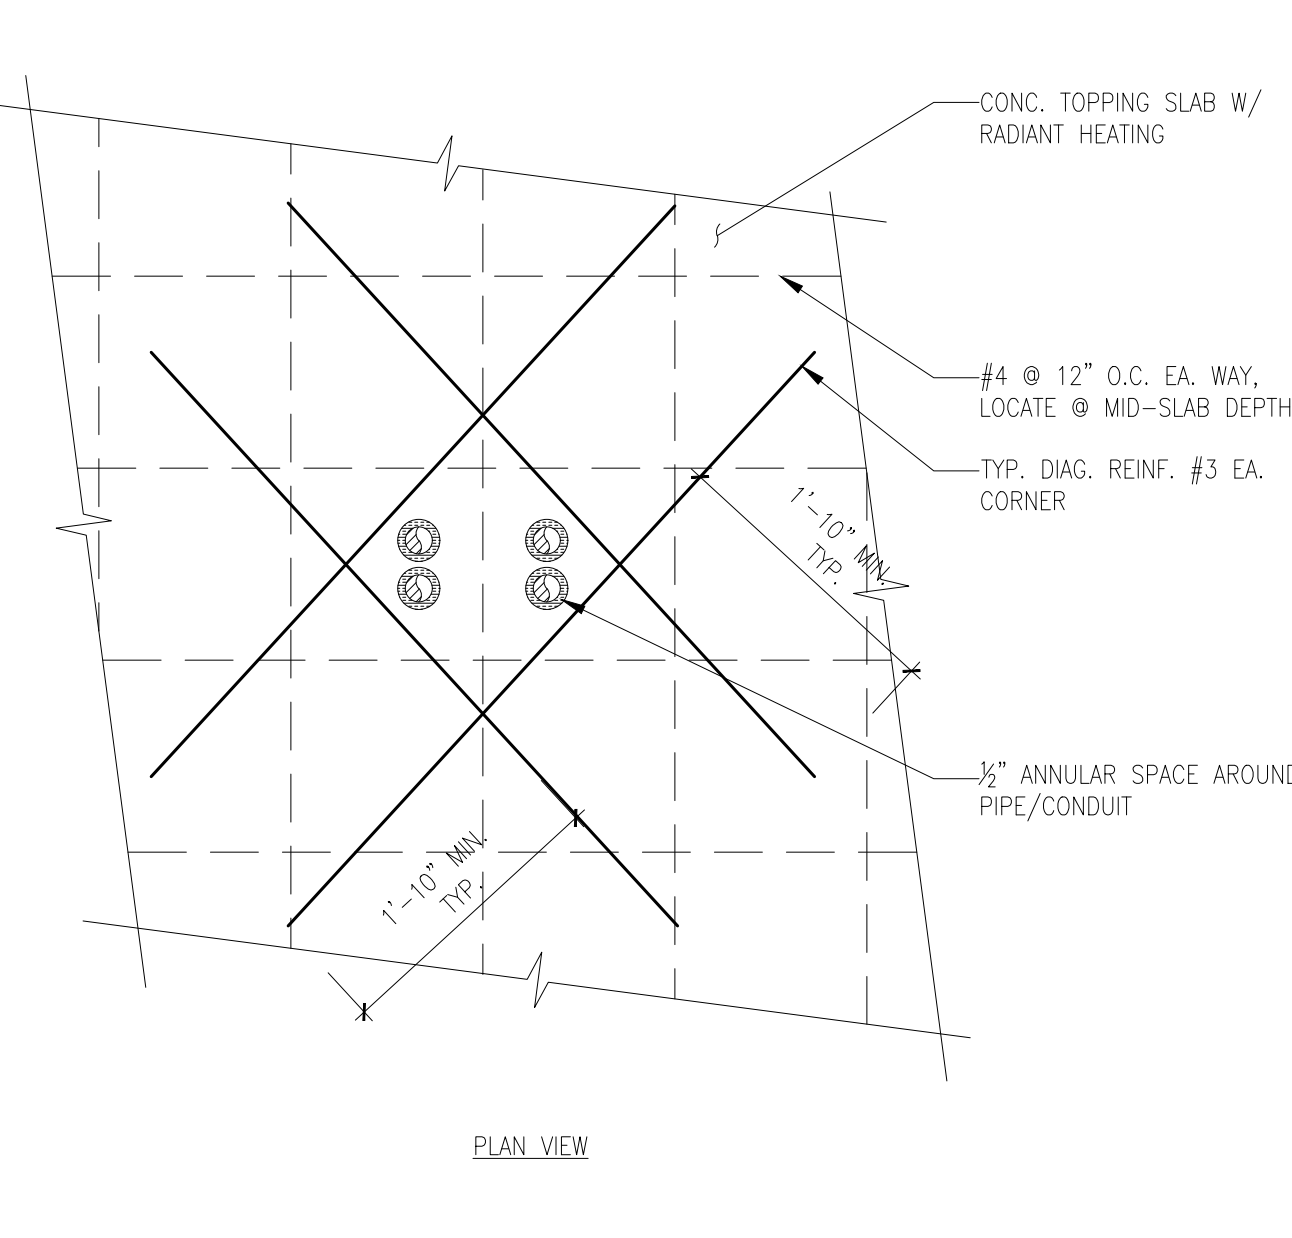 CONC. TOPPING SLAB W/
RADIANT HEATING
#4 @ 12” O.C. EA. WAY,
LOCATE @ MID-SLAB DEPTH
TYP. DIAG. REINF. #3 EA.
CORNER
1'-10” MIN.
TYP.
½” ANNULAR SPACE AROUND
PIPE/CONDUIT
1'-10” MIN.
TYP.
PLAN VIEW